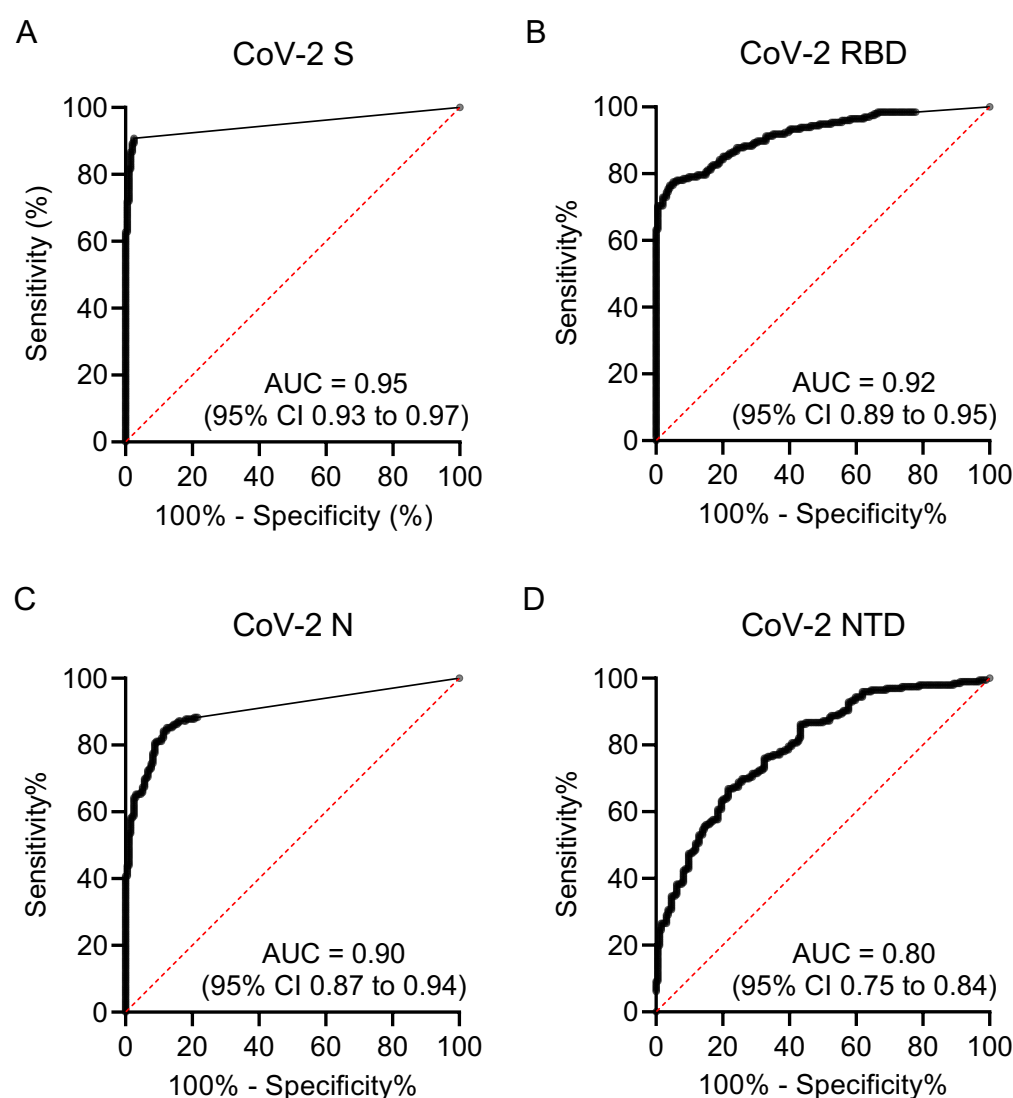 A
CoV-2 S
Sensitivity (%)
100
80
60
40
20
0
AUC = 0.95
(95% CI 0.93 to 0.97)
0 20 40 60 80 100
100% - Specificity (%)
B
CoV-2 RBD
Sensitivity%
100
80
60
40
20
0
AUC = 0.92
(95% CI 0.89 to 0.95)
0 20 40 60 80 100
100% - Specificity%
C
CoV-2 N
Sensitivity%
100
80
60
40
20
0
AUC = 0.90
(95% CI 0.87 to 0.94)
0 20 40 60 80 100
100% - Specificity%
D
CoV-2 NTD
Sensitivity%
100
80
60
40
20
0
AUC = 0.80
(95% CI 0.75 to 0.84)
0 20 40 60 80 100
100% - Specificity%